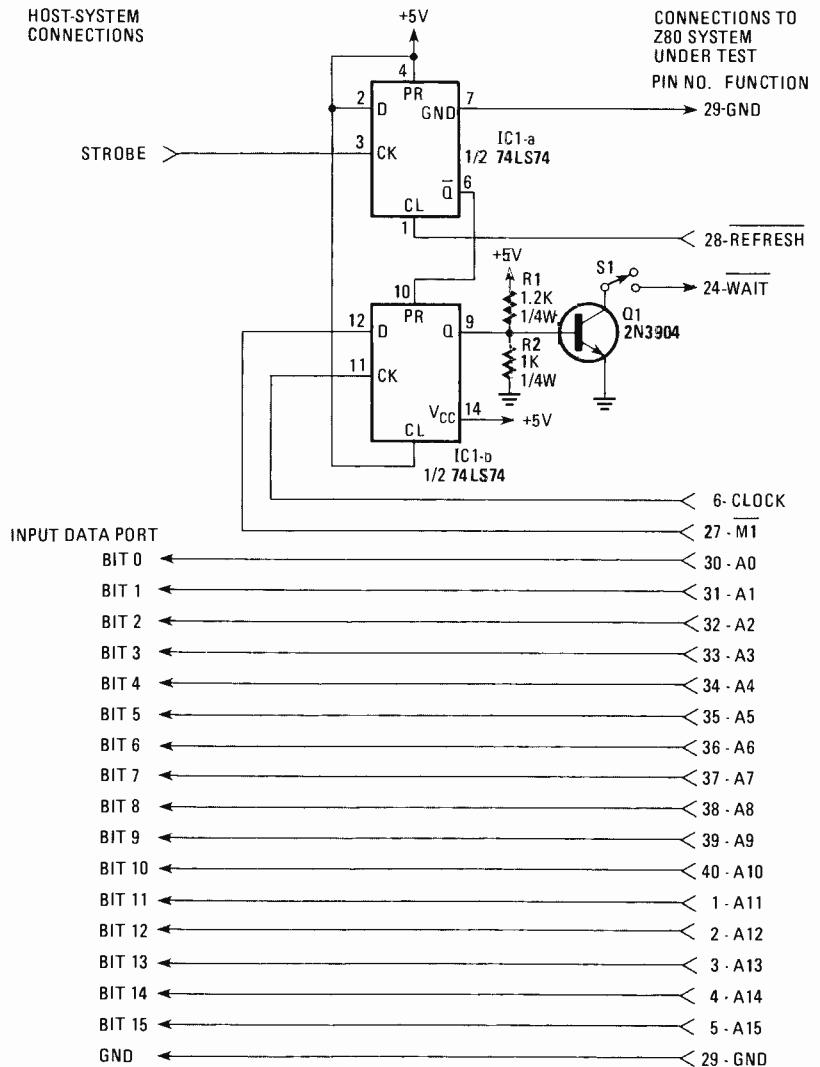 HOST-SYSTEM
CONNECTIONS
+5V
CONNECTIONS TO
Z80 SYSTEM
UNDER TEST
PIN NO. FUNCTION
4
PR
2
D
7
GND
29-GND
STROBE
3
CK
IC1-a
1/2 74LS74
6
Q̅
CL
1
28-R̅E̅F̅R̅E̅S̅H̅
+5V
R1
1.2K
1/4W
S1
24-W̅A̅I̅T̅
10
PR
12
D
9
Q
Q1
2N3904
R2
1K
1/4W
11
CK
VCC
14
+5V
CL
IC1-b
1/2 74LS74
6- CLOCK
27 - M̅1̅
INPUT DATA PORT
BIT 0 30 - A0
BIT 1 31 - A1
BIT 2 32 - A2
BIT 3 33 - A3
BIT 4 34 - A4
BIT 5 35 - A5
BIT 6 36 - A6
BIT 7 37 - A7
BIT 8 38 - A8
BIT 9 39 - A9
BIT 10 40 - A10
BIT 11 1 - A11
BIT 12 2 - A12
BIT 13 3 - A13
BIT 14 4 - A14
BIT 15 5 - A15
GND 29 - GND